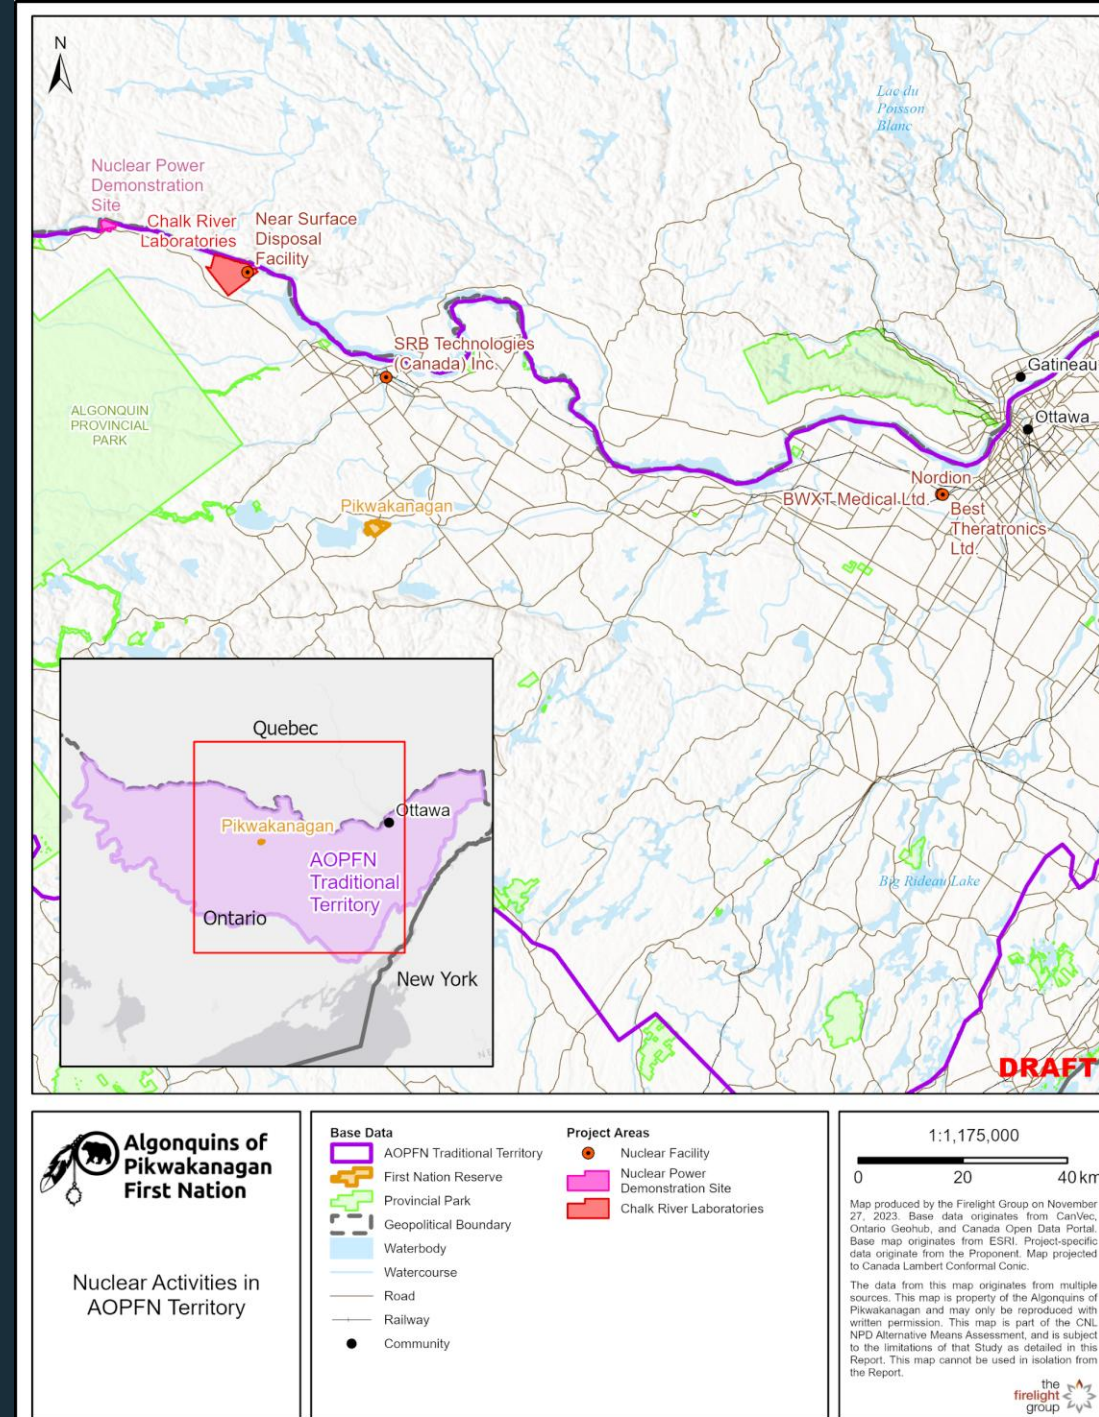 N
Lac du
Poisson
Blanc
Nuclear Power
Demonstration
Site
Chalk River
Laboratories
Near Surface
Disposal
Facility
SRB Technologies
(Canada) Inc.
Gatineau
Ottawa
ALGONQUIN
PROVINCIAL
PARK
Pikwakanagan
Nordion
BWXT Medical Ltd.
Best
Theratronics
Ltd.
Big Rideau Lake
Quebec
Ottawa
Pikwakanagan
AOPFN
Traditional
Territory
Ontario
New York
DRAFT
Algonquins of
Pikwakanagan
First Nation
Nuclear Activities in
AOPFN Territory
Base Data
AOPFN Traditional Territory
First Nation Reserve
Provincial Park
Geopolitical Boundary
Waterbody
Watercourse
Road
Railway
Community
Project Areas
Nuclear Facility
Nuclear Power
Demonstration Site
Chalk River Laboratories
1:1,175,000
0 20 40 km
Map produced by the Firelight Group on November
27, 2023. Base data originates from CanVec,
Ontario Geohub, and Canada Open Data Portal.
Base map originates from ESRI. Project-specific
data originate from the Proponent. Map projected
to Canada Lambert Conformal Conic.
The data from this map originates from multiple
sources. This map is property of the Algonquins of
Pikwakanagan and may only be reproduced with
written permission. This map is part of the CNL
NPD Alternative Means Assessment, and is subject
to the limitations of that Study as detailed in this
Report. This map cannot be used in isolation from
the Report.
the
firelight
group